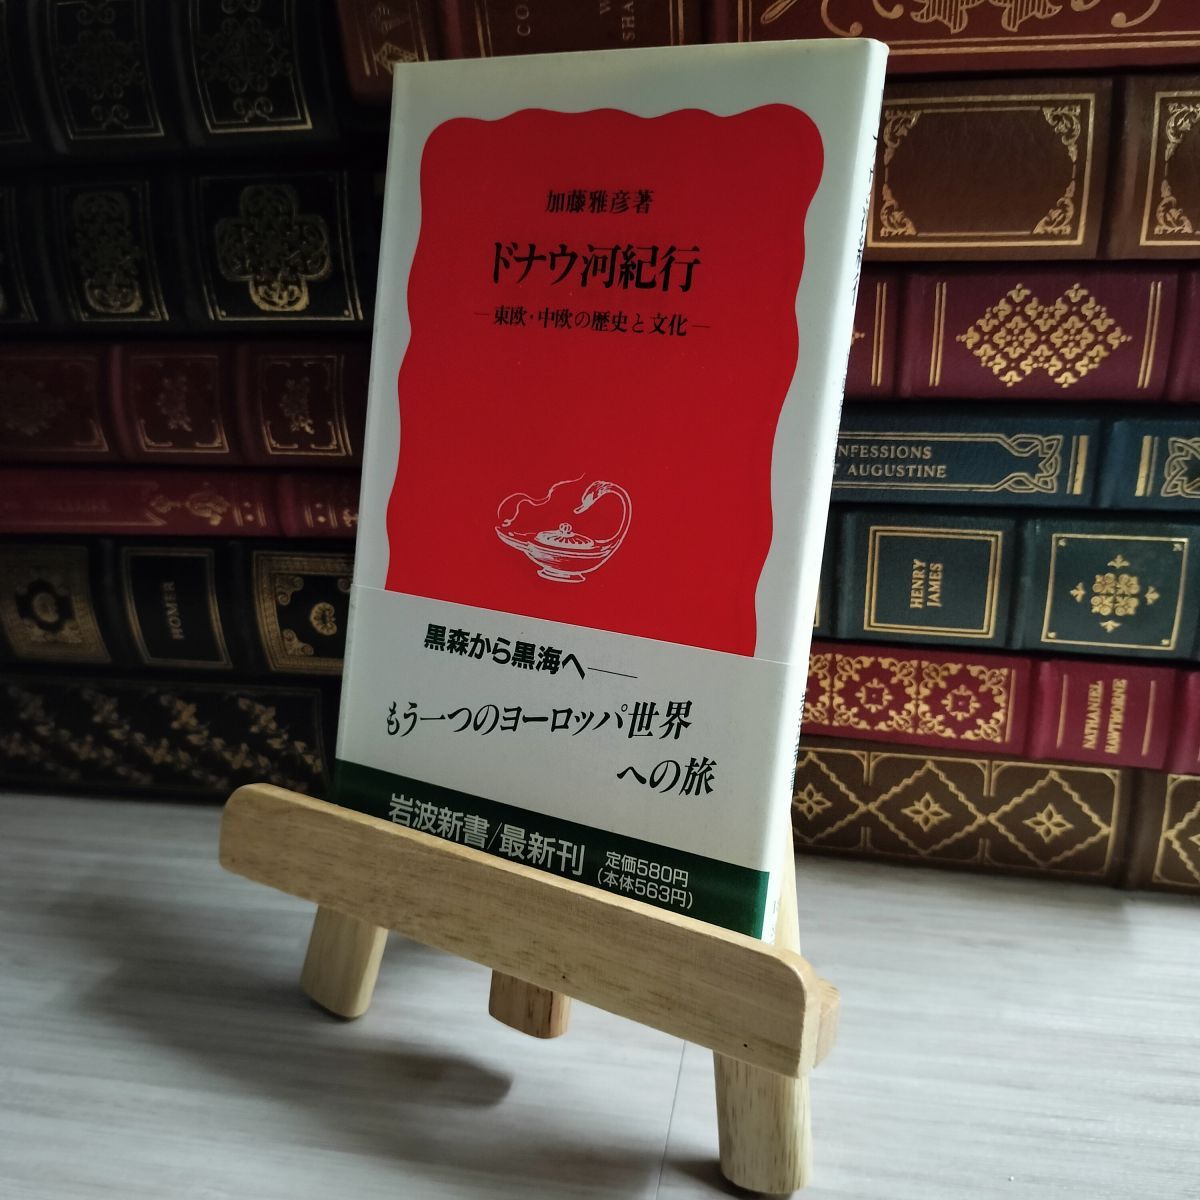 加藤雅彦著
ドナウ河紀行
―東欧・中欧の歴史と文化―
黒森から黒海へ――
もう一つのヨーロッパ世界
への旅
岩波新書/最新刊
定価580円
(本体563円)
HOMER
NFESSIONS
AUGUSTINE
HENRY
JAMES
NATHANIEL
HAWTHORNE